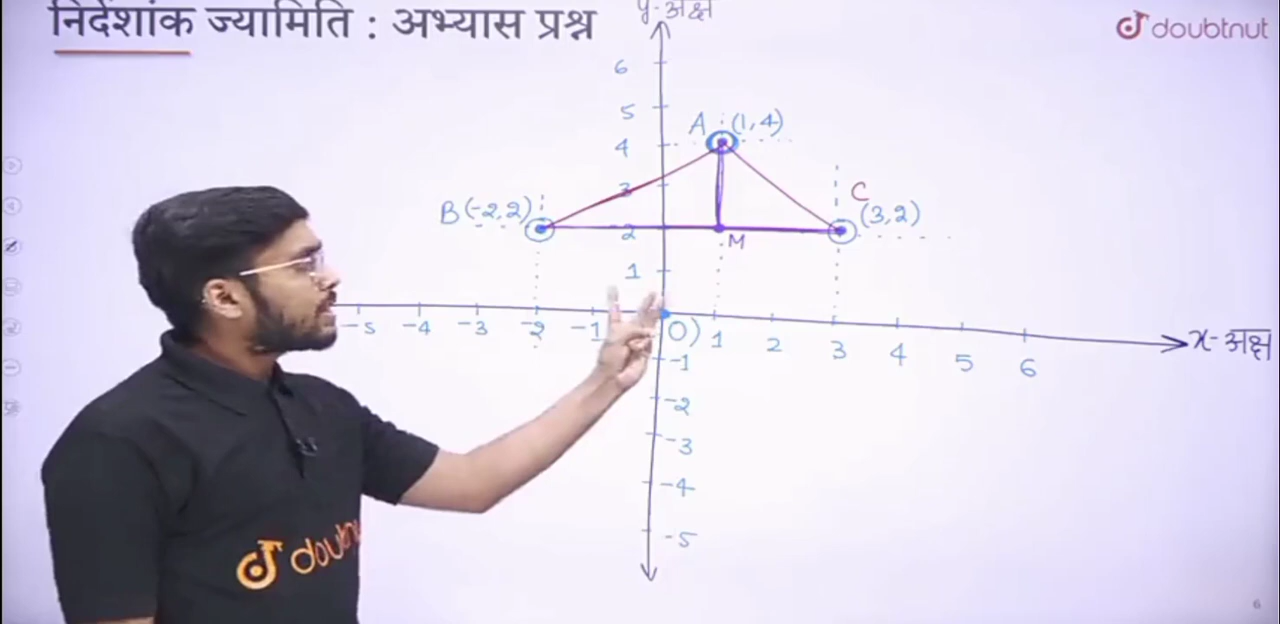 निर्देशांक ज्यामिति : अभ्यास प्रश्न
doubtnut
y-अक्ष
6
5
A (1,4)
4
3
C
B(-2,2)
(3,2)
2
M
1
-5 -4 -3 -2 -1 0) 1 2 3 4 5 6
x-अक्ष
-1
-2
-3
-4
-5
6